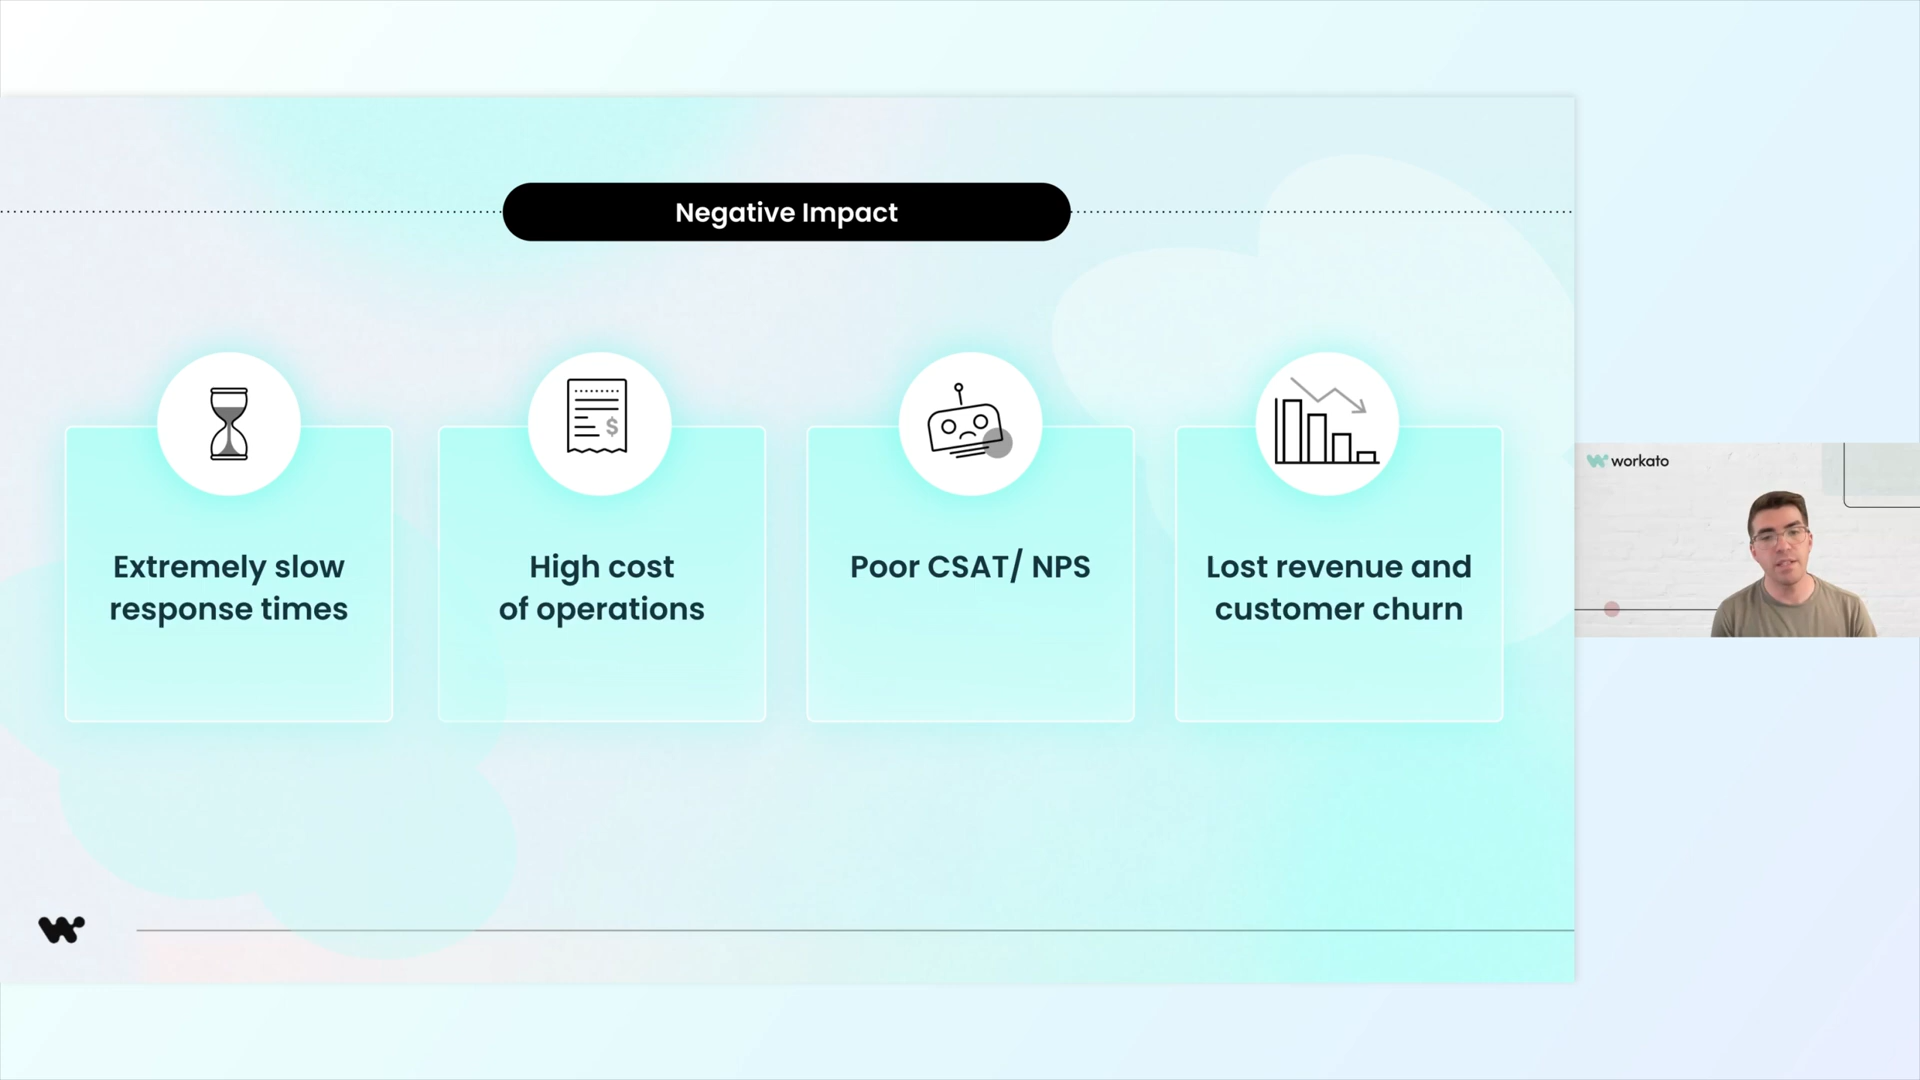 Negative Impact
Extremely slow
response times
High cost
of operations
Poor CSAT/ NPS
Lost revenue and
customer churn
$
workato